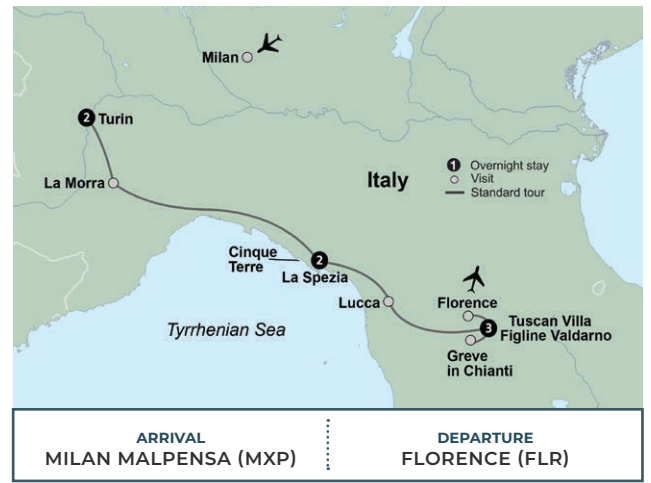 Milan
2 Turin
La Morra
Italy
1 Overnight stay
Visit
Standard tour
Cinque
Terre
2
La Spezia
Lucca
Florence
3
Tuscan Villa
Figline Valdarno
Greve
in Chianti
Tyrrhenian Sea
ARRIVAL
MILAN MALPENSA (MXP)
DEPARTURE
FLORENCE (FLR)